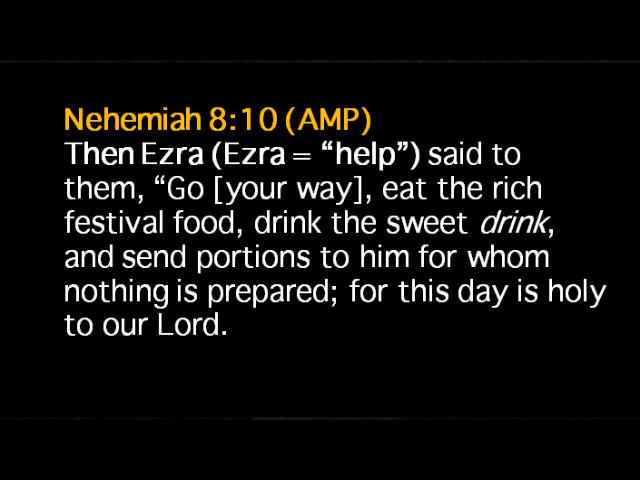 Nehemiah 8:10 (AMP)
Then Ezra (Ezra = “help”) said to
them, “Go [your way], eat the rich
festival food, drink the sweet drink,
and send portions to him for whom
nothing is prepared; for this day is holy
to our Lord.